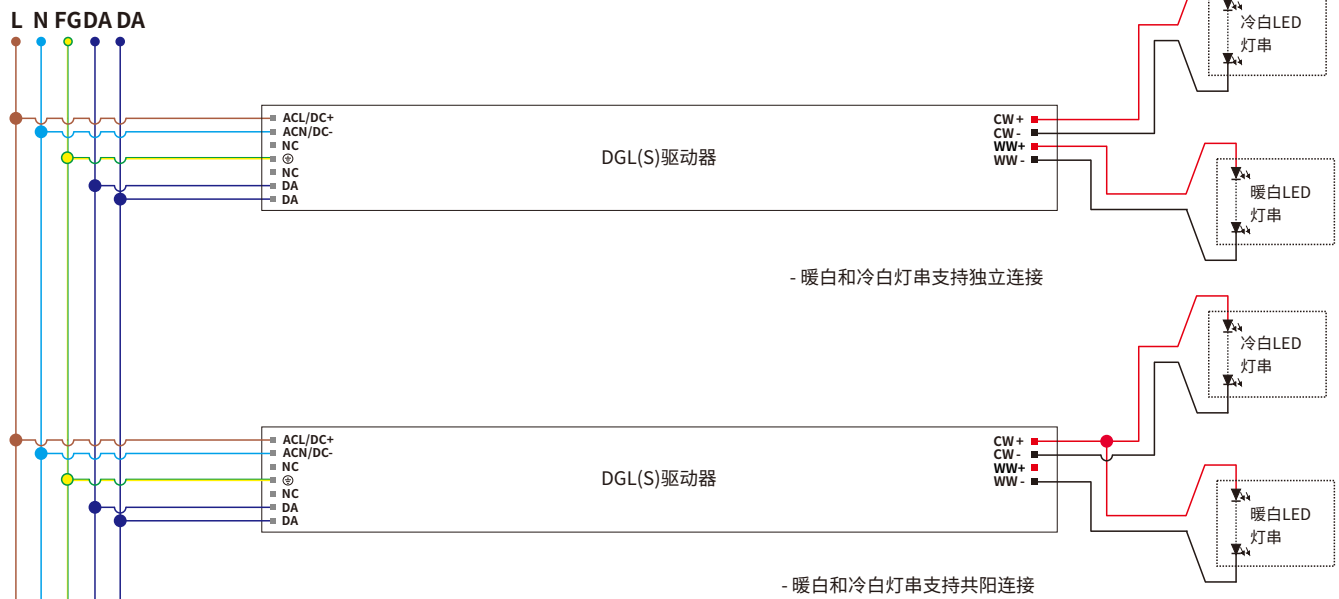 L N FG DA DA
冷白LED
灯串
ACL/DC+
ACN/DC-
NC
NC
DA
DA
DGL(S)驱动器
CW+
CW-
WW+
WW-
暖白LED
灯串
- 暖白和冷白灯串支持独立连接
冷白LED
灯串
ACL/DC+
ACN/DC-
NC
NC
DA
DA
DGL(S)驱动器
CW+
CW-
WW+
WW-
暖白LED
灯串
- 暖白和冷白灯串支持共阳连接